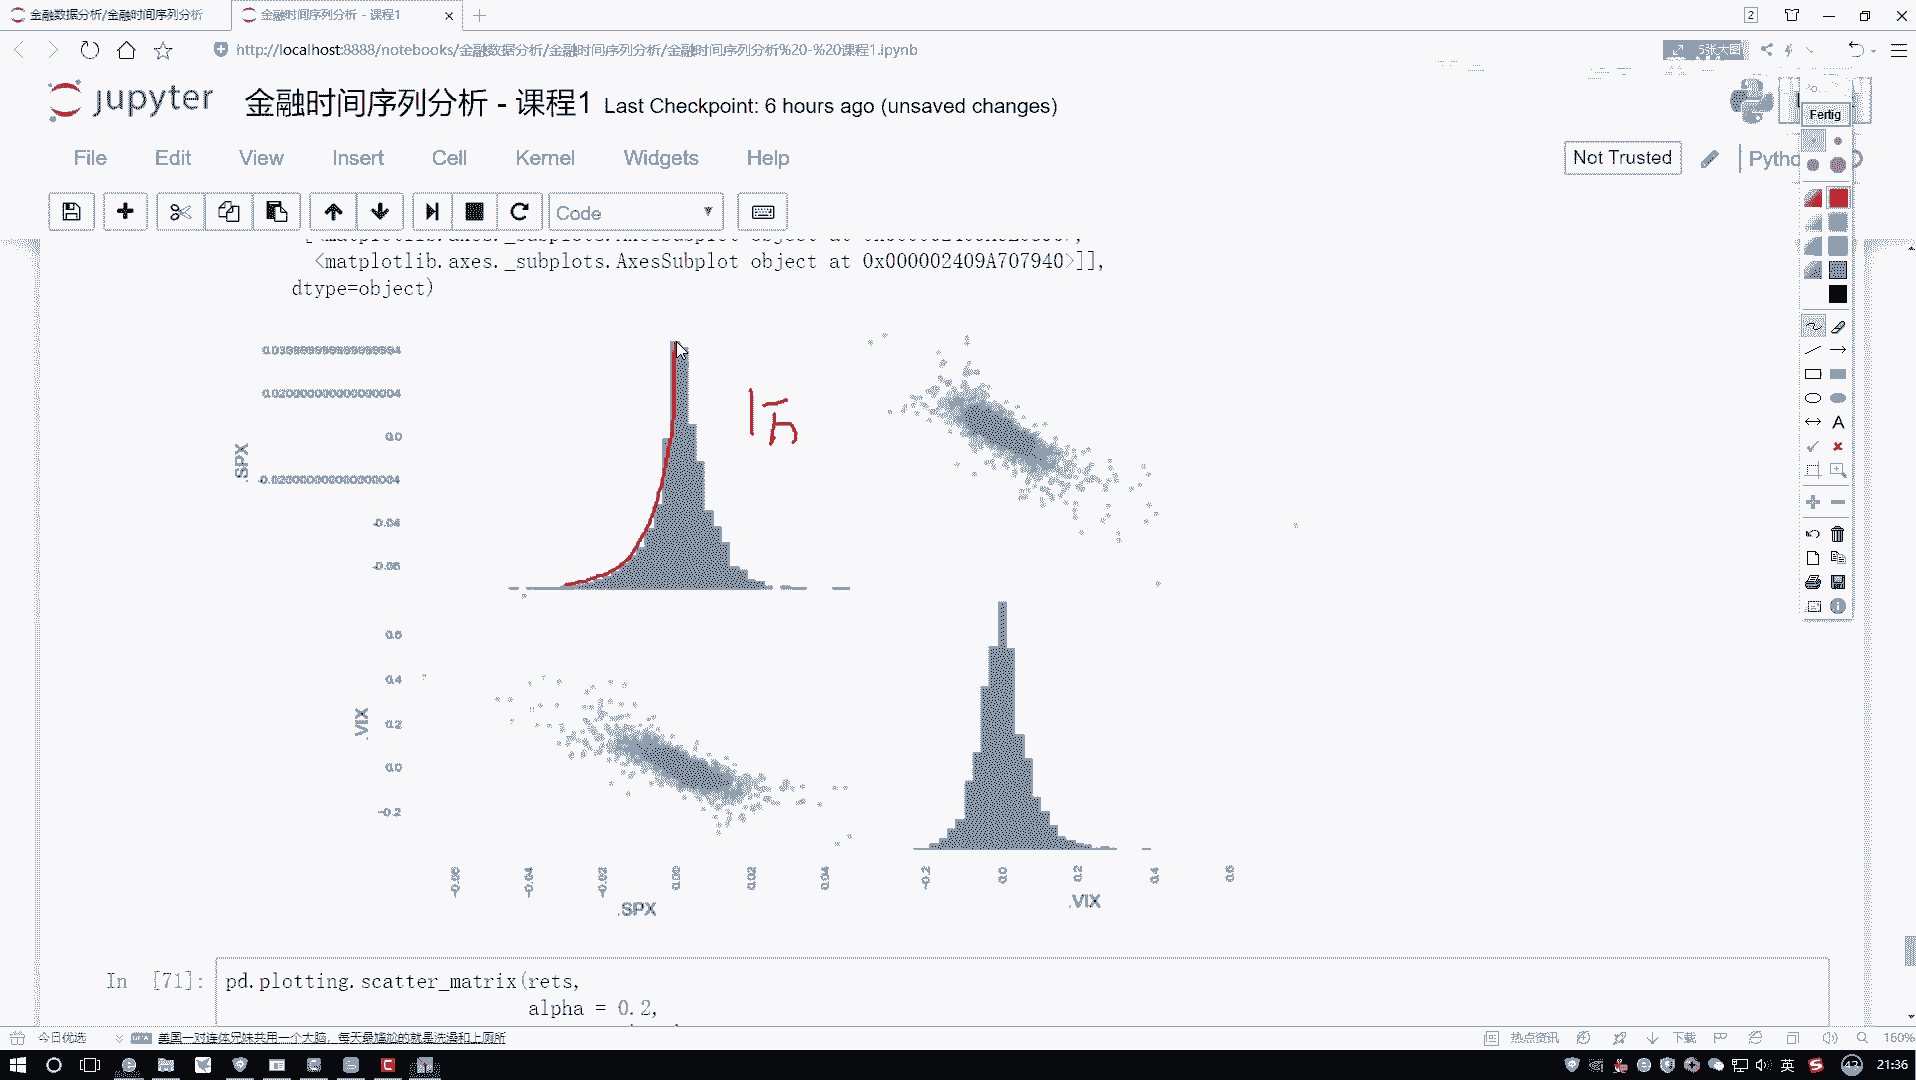 金融数据分析/金融时间序列分析
金融时间序列分析 - 课程1
2
http://localhost:8888/notebooks/金融数据分析/金融时间序列分析/金融时间序列分析%20-%20课程1.ipynb
5张大图
jupyter 金融时间序列分析 - 课程1 Last Checkpoint: 6 hours ago (unsaved changes)
Fertig
File Edit View Insert Cell Kernel Widgets Help
Not Trusted
Code
<matplotlib.axes._subplots.AxesSubplot object at 0x000002409A707940>]],
dtype=object)
0.020000000000000004
0.0
-0.020000000000000004
-0.04
-0.06
.SPX
0.6
0.4
0.2
0.0
-0.2
.VIX
-0.06 -0.04 -0.02 0.00 0.02 0.04
-0.2 0.0 0.2 0.4 0.6
.SPX
.VIX
In [71]:
pd.plotting.scatter_matrix(rets,
alpha = 0.2,
今日优选
美国一对连体兄妹共用一个大脑，每天最尴尬的就是洗澡和上厕所
热点资讯
下载
160%
英
21:36